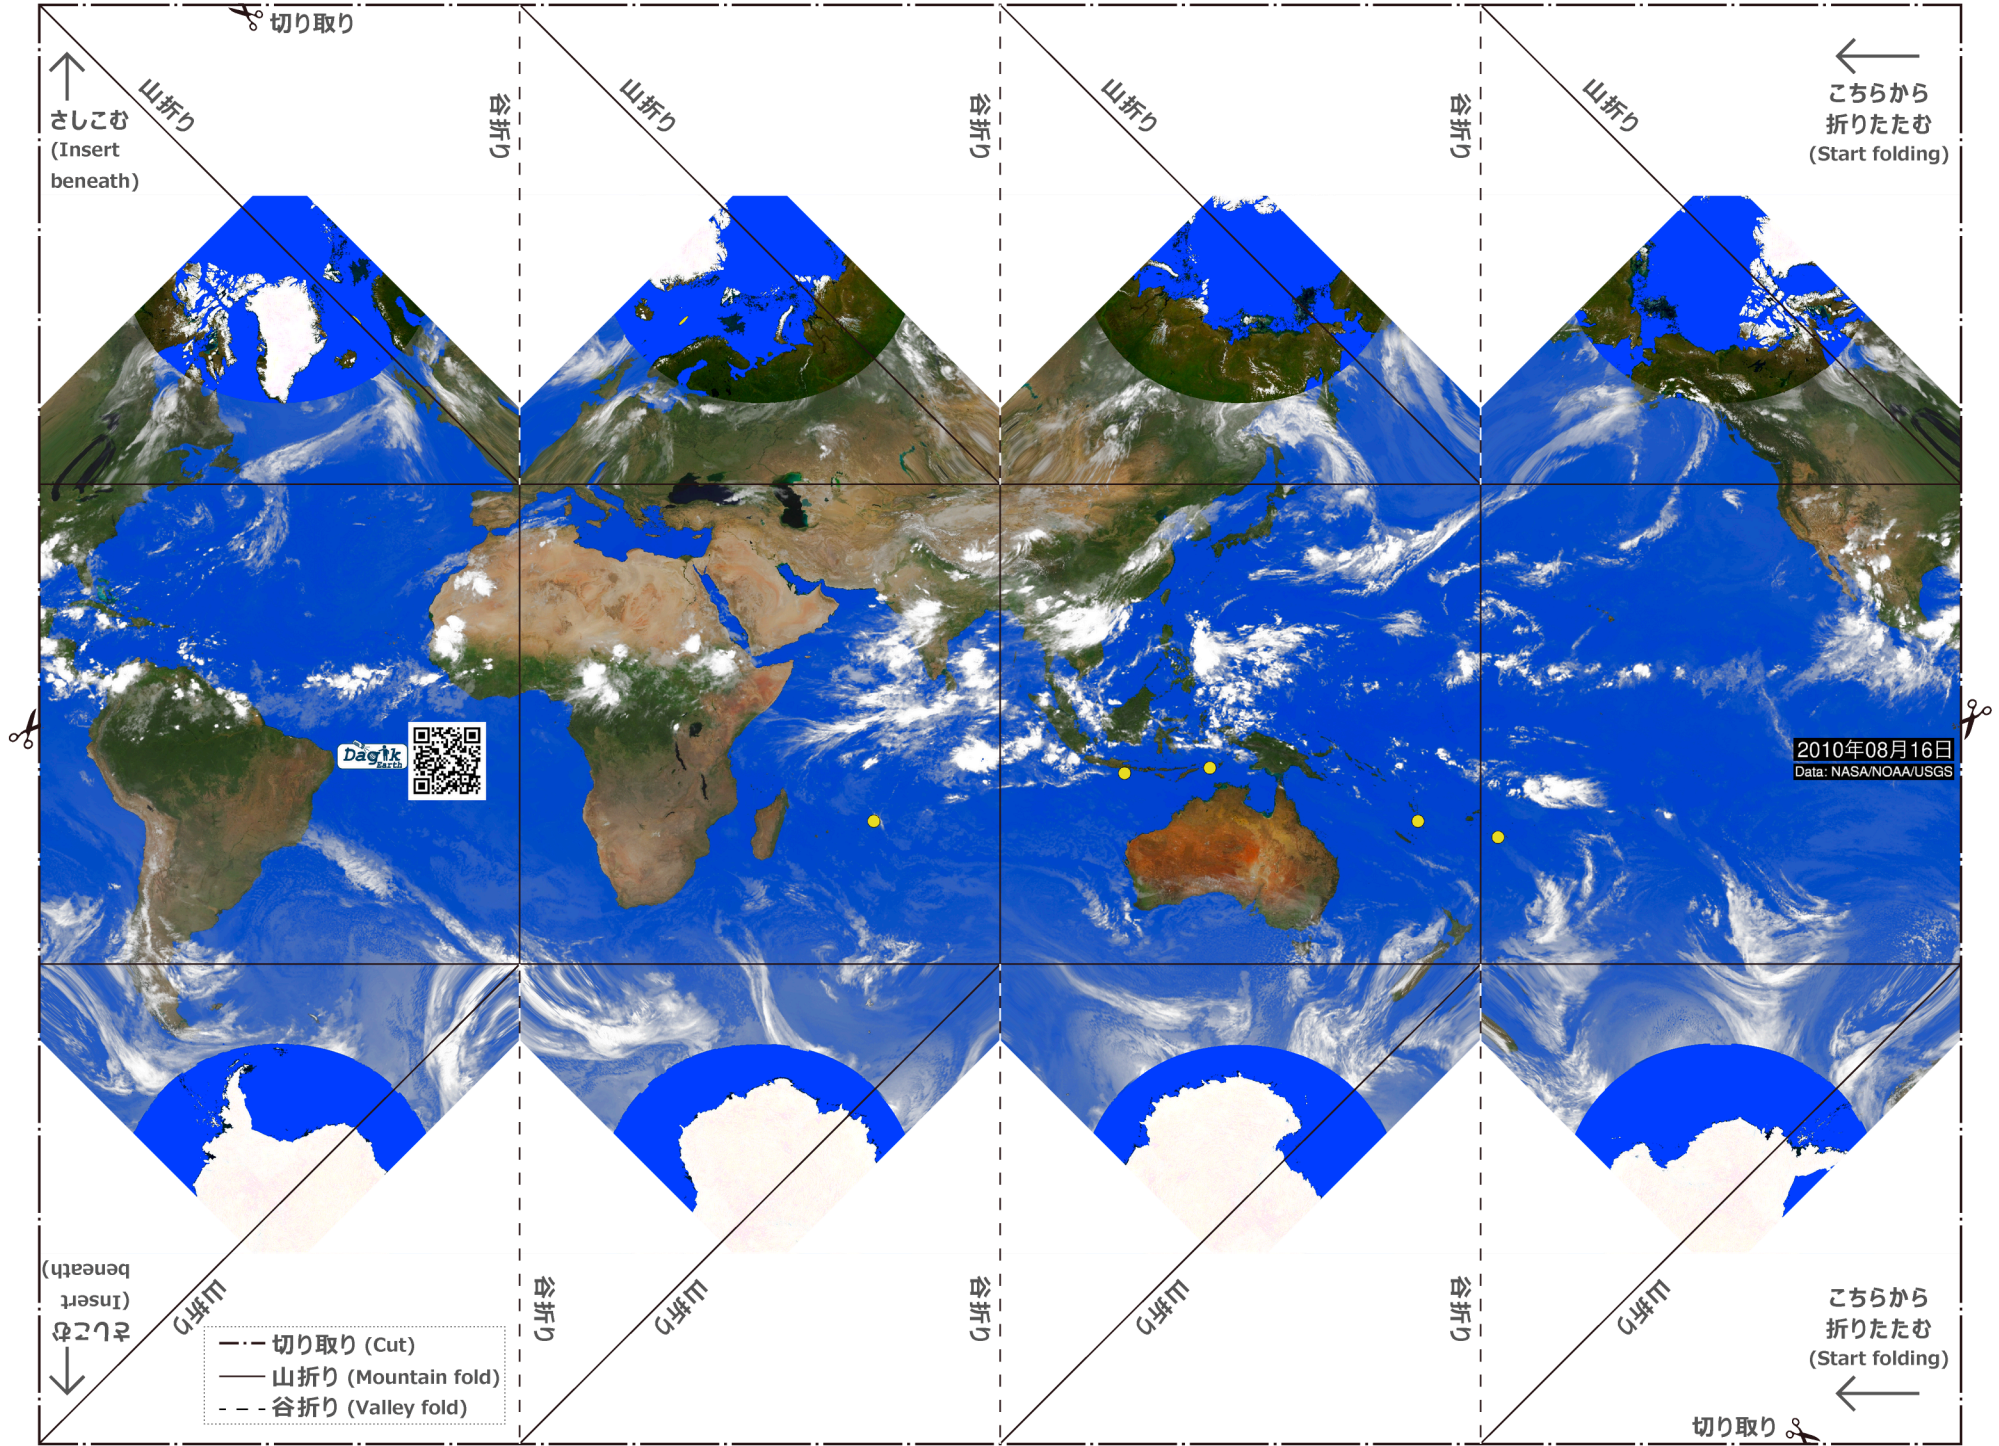 切り取り
さしこむ
(Insert
beneath)
山折り
谷折り
山折り
谷折り
山折り
谷折り
山折り
こちらから
折りたたむ
(Start folding)
Dagik
Earth
2010年08月16日
Data: NASA/NOAA/USGS
さしこむ
(Insert
beneath)
山折り
谷折り
山折り
谷折り
山折り
谷折り
山折り
こちらから
折りたたむ
(Start folding)
切り取り (Cut)
山折り (Mountain fold)
谷折り (Valley fold)
切り取り